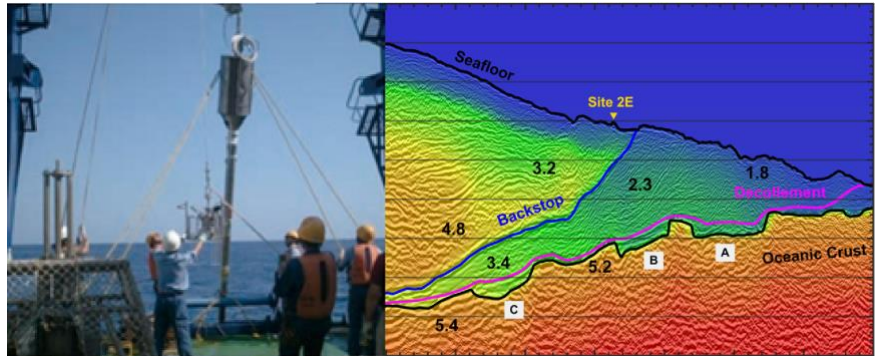 Seafloor
Site 2E
3.2
2.3
1.8
Decollement
Backstop
4.8
3.4
5.2
B
A
Oceanic Crust
C
5.4